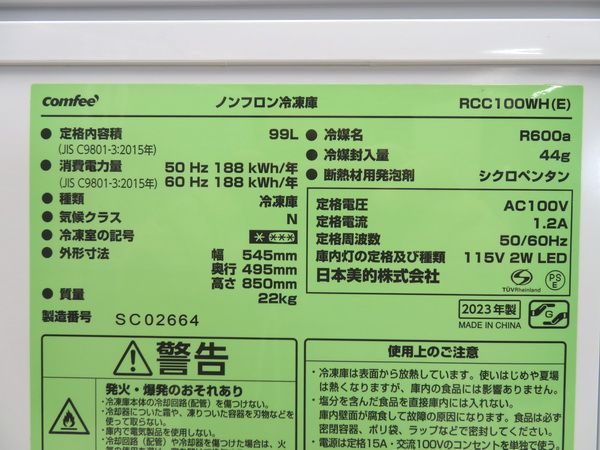 comfee' ノンフロン冷凍庫 RCC100WH(E)
● 定格内容積 99L
(JIS C9801-3:2015年)
● 消費電力量 50 Hz 188 kWh/年
(JIS C9801-3:2015年) 60 Hz 188 kWh/年
● 種類 冷凍庫
● 気候クラス N
● 冷凍室の記号
● 外形寸法 幅 545mm
奥行 495mm
高さ 850mm
● 質量 22kg
製造番号 SC02664
● 冷媒名 R600a
● 冷媒封入量 44g
● 断熱材用発泡剤 シクロペンタン
定格電圧 AC100V
定格電流 1.2A
定格周波数 50/60Hz
庫内灯の定格及び種類 115V 2W LED
日本美的株式会社
TÜVRheinland
PS
E
2023年製
MADE IN CHINA
G
警告
発火・爆発のおそれあり
・冷凍庫本体の冷却回路(配管)を傷つけない。
・冷却器についた霜や、凍りついた容器を刃物などを
使って取らない。
・庫内で電気製品を使用しない。
・冷却回路(配管)や冷却器を傷つけた場合は、火
使用上のご注意
・冷凍庫は表面から放熱しています。使いはじめや夏場
は熱くなりますが、庫内の食品には影響ありません。
・塩分を含んだ食品を直接庫内には入れない。
庫内壁面が腐食して故障の原因になります。食品は必ず
密閉容器、ポリ袋、ラップなどで密封してください。
・電源は定格15A・交流100Vのコンセントを単独で使う。